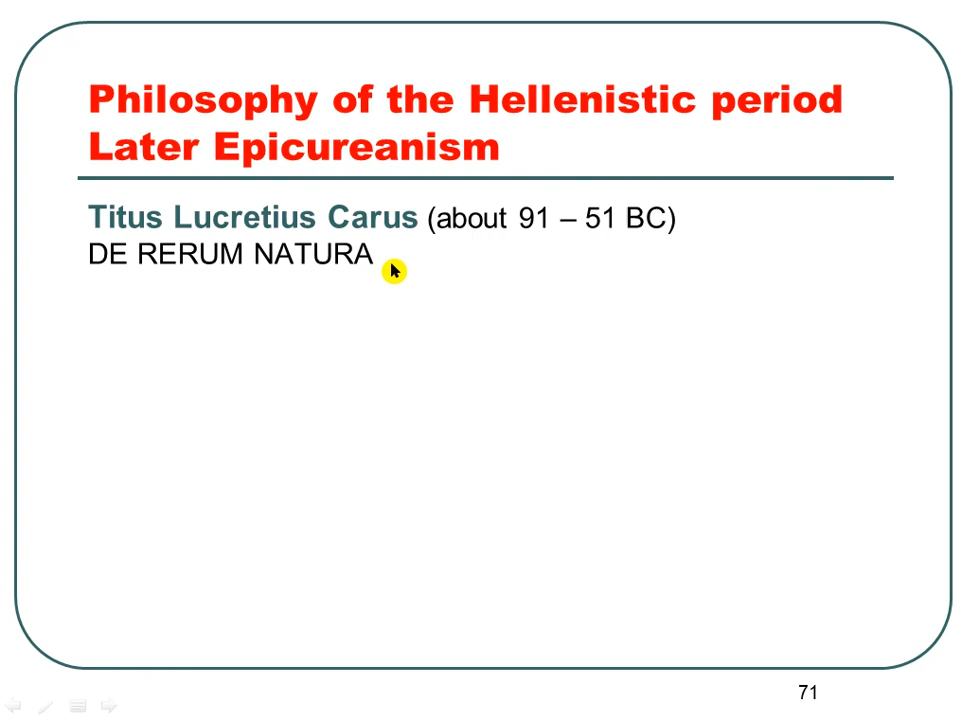 Philosophy of the Hellenistic period
Later Epicureanism
Titus Lucretius Carus (about 91 – 51 BC)
DE RERUM NATURA
71